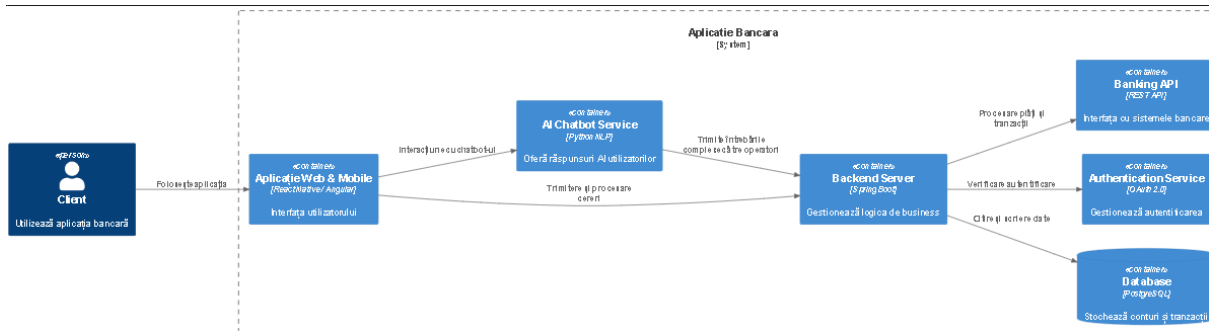 Aplicatie Bancara
[System]
«person»
Client
Utilizează aplicația bancară
Folosește aplicația
«container»
Aplicație Web & Mobile
[React Native / Angular]
Interfața utilizatorului
Interacțiune cu chatbot-ul
«container»
AI Chatbot Service
[Python NLP]
Oferă răspunsuri AI utilizatorilor
Trimite întrebările
complexe către operatori
Trimitere și procesare
cereri
«container»
Backend Server
[Spring Boot]
Gestionează logica de business
Procesare plăți și
tranzacții
«container»
Banking API
[REST API]
Interfața cu sistemele bancare
Verificare autentificare
«container»
Authentication Service
[OAuth 2.0]
Gestionează autentificarea
Citire și scriere date
«container»
Database
[PostgreSQL]
Stochează conturi și tranzacții